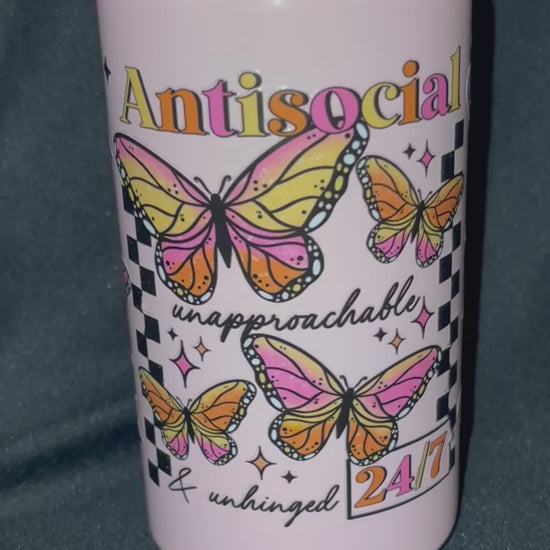 Antisocial
unapproachable
& unhinged
24/7